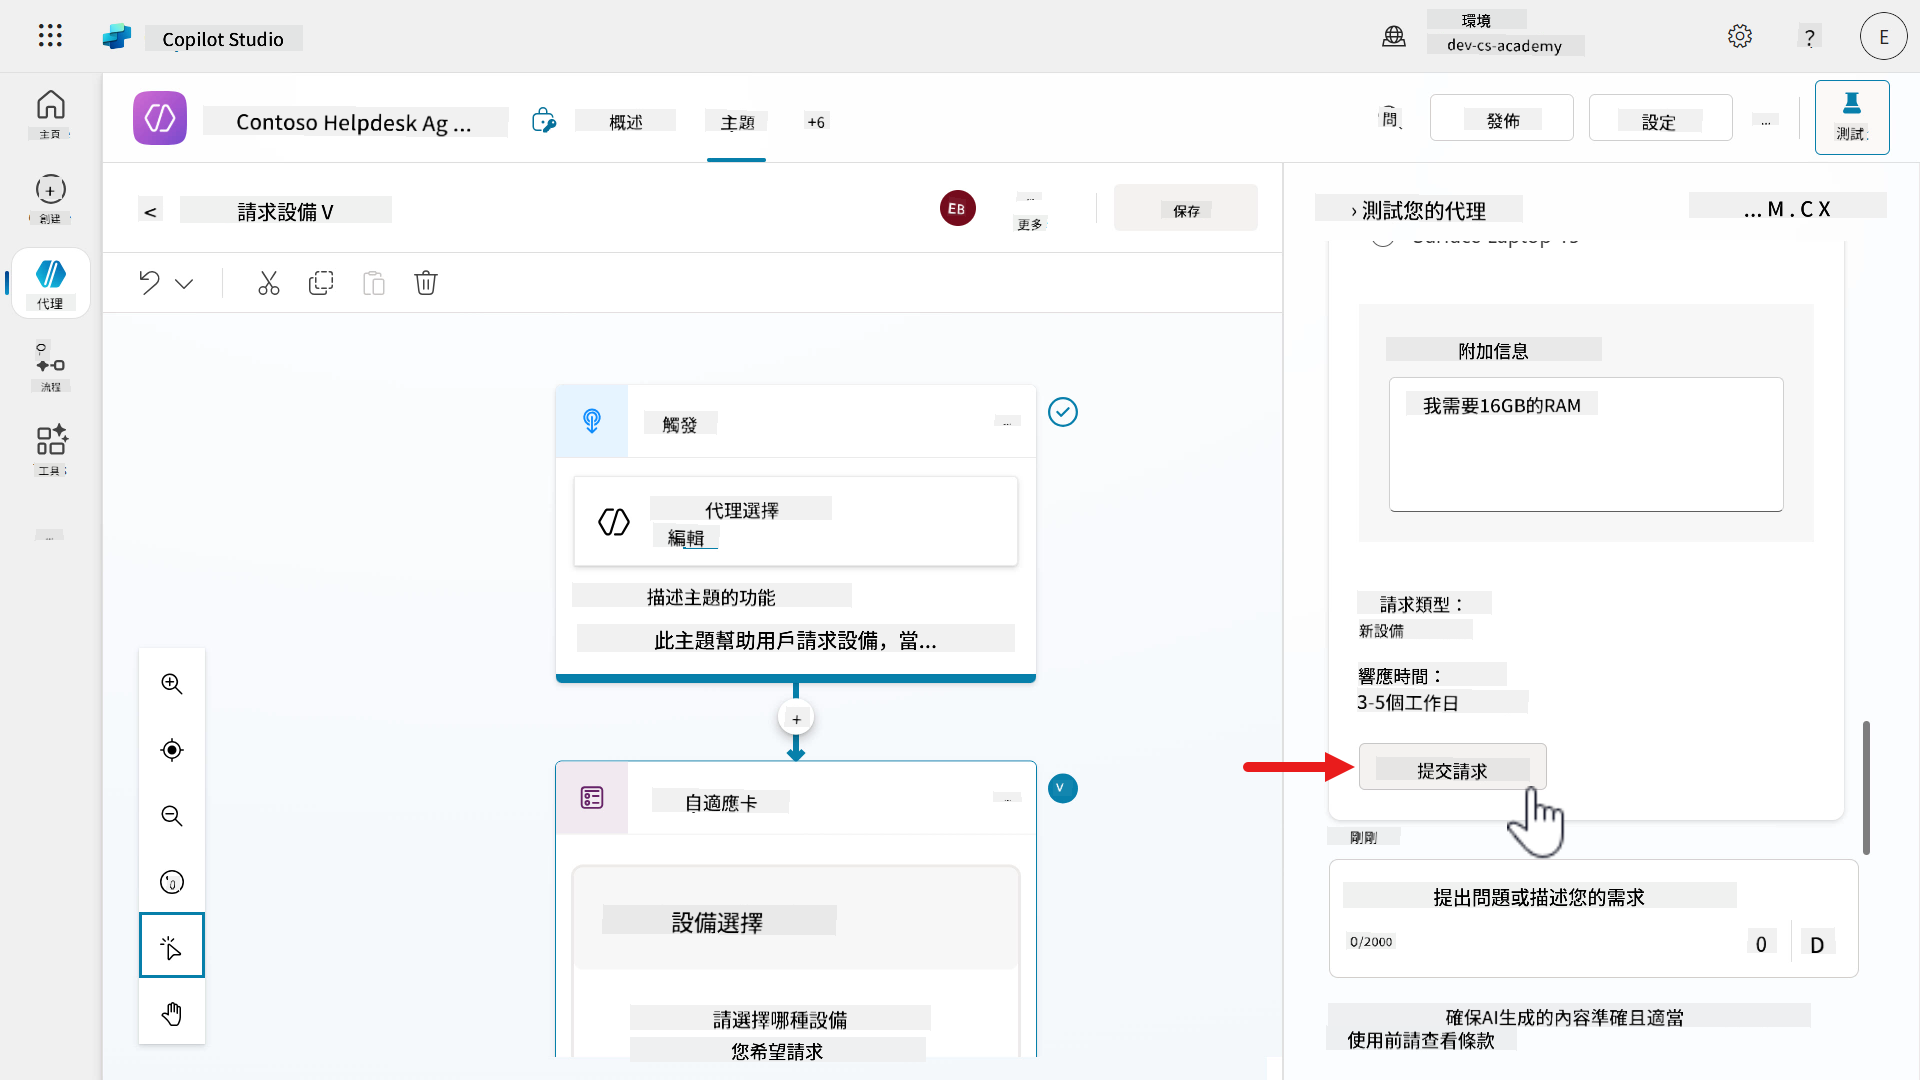 Copilot Studio
環境
dev-cs-academy
?
E
主頁
創建
代理
流程
工具
Contoso Helpdesk Ag ...
概述
主題
+6
問、
發佈
設定
...
測試
<
請求設備 V
EB
...
更多
保存
觸發
...
代理選擇
編輯
描述主題的功能
此主題幫助用戶請求設備，當...
+
自適應卡
...
V
設備選擇
請選擇哪種設備
您希望請求
› 測試您的代理
... M . C X
附加信息
我需要16GB的RAM
請求類型：
新設備
響應時間：
3-5個工作日
提交請求
剛剛
提出問題或描述您的需求
0/2000
0
D
確保AI生成的內容準確且適當
使用前請查看條款